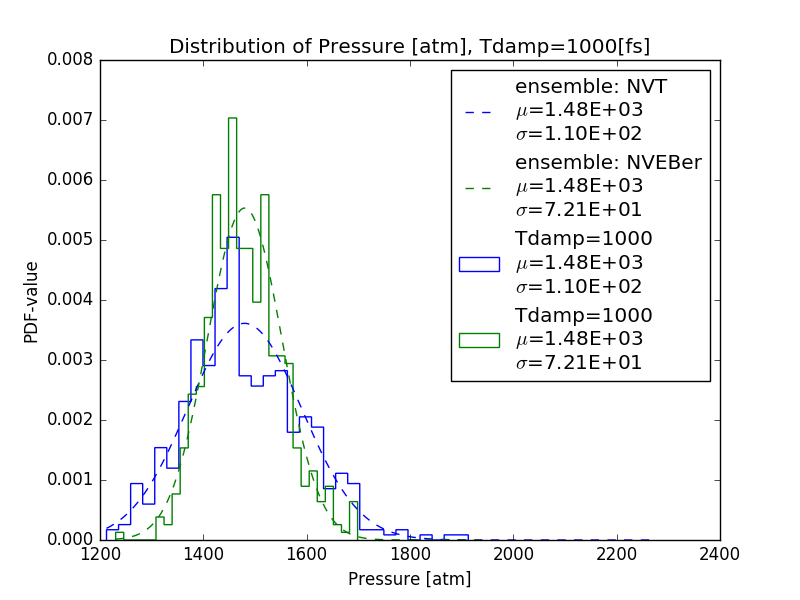 Distribution of Pressure [atm], Tdamp=1000[fs]
0.008
0.007
0.006
0.005
0.004
0.003
0.002
0.001
0.000
PDF-value
ensemble: NVT
μ=1.48E+03
σ=1.10E+02
ensemble: NVEBer
μ=1.48E+03
σ=7.21E+01
Tdamp=1000
μ=1.48E+03
σ=1.10E+02
Tdamp=1000
μ=1.48E+03
σ=7.21E+01
1200 1400 1600 1800 2000 2200 2400
Pressure [atm]